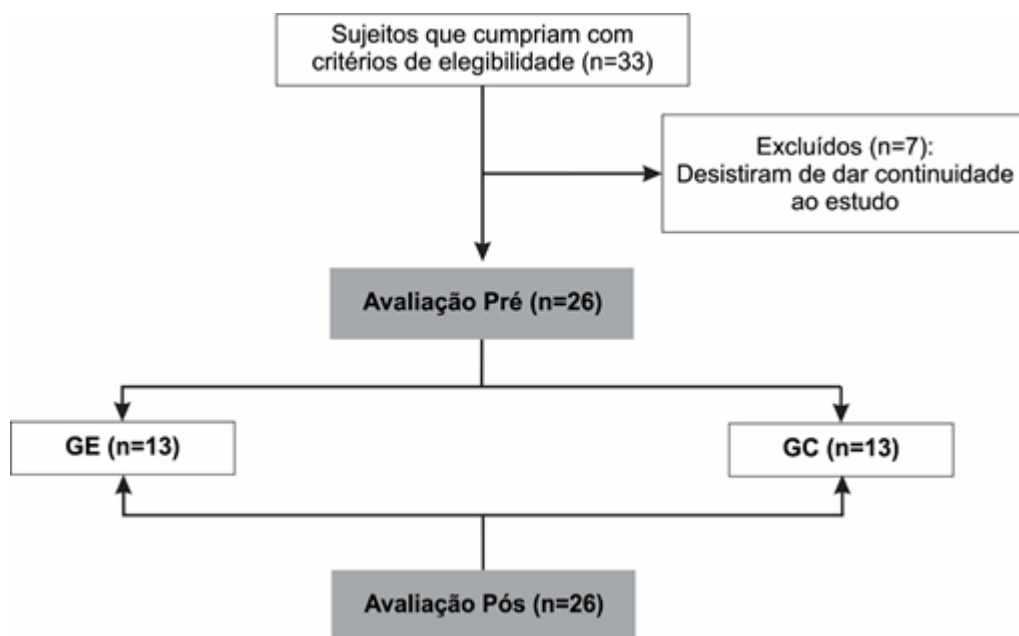 Sujeitos que cumpriam com
critérios de elegibilidade (n=33)
Excluídos (n=7):
Desistiram de dar continuidade
ao estudo
Avaliação Pré (n=26)
GE (n=13)
GC (n=13)
Avaliação Pós (n=26)